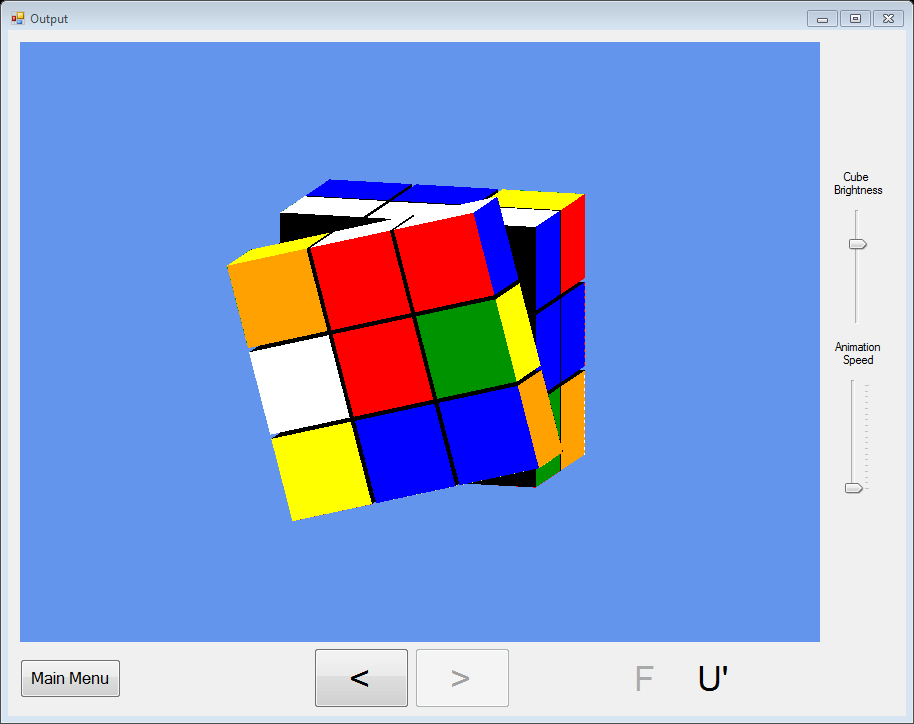 Output
Cube
Brightness
Animation
Speed
Main Menu
<
>
F U'